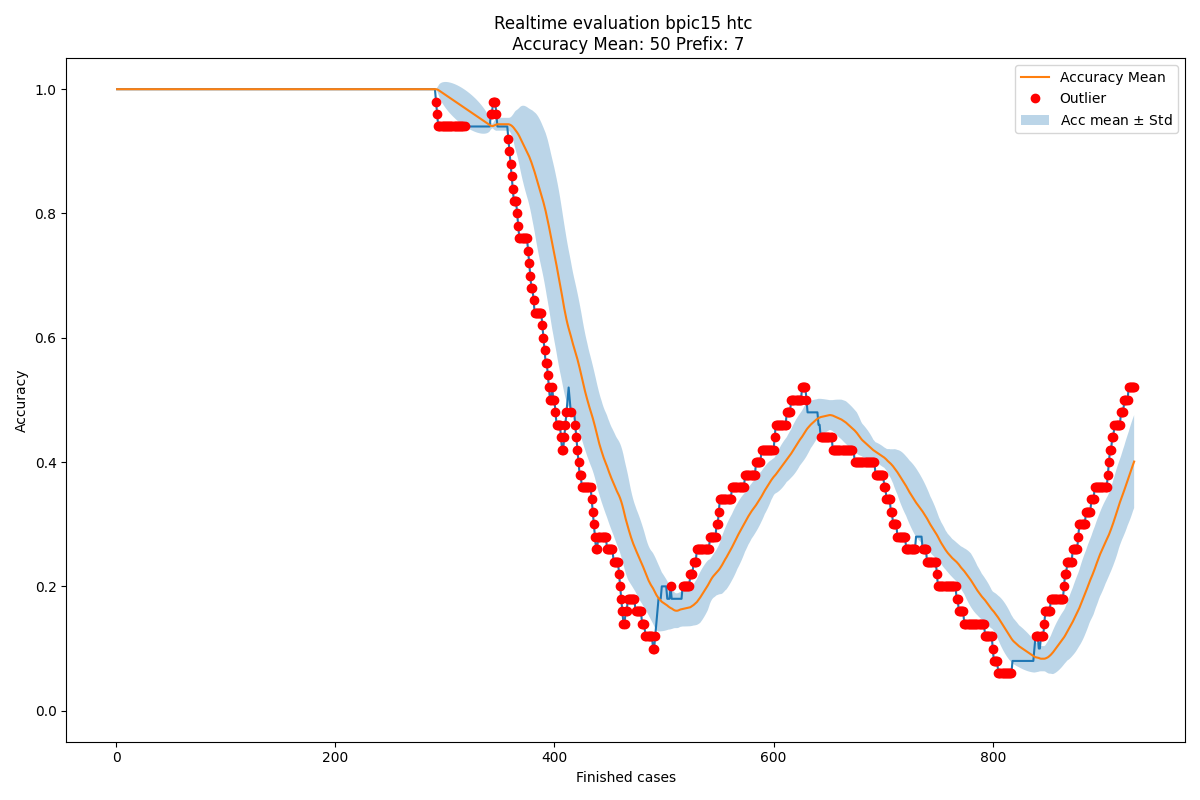 Realtime evaluation bpic15 htc
Accuracy Mean: 50 Prefix: 7
Accuracy Mean
Outlier
Acc mean ± Std
Accuracy
1.0
0.8
0.6
0.4
0.2
0.0
0
200
400
600
800
Finished cases